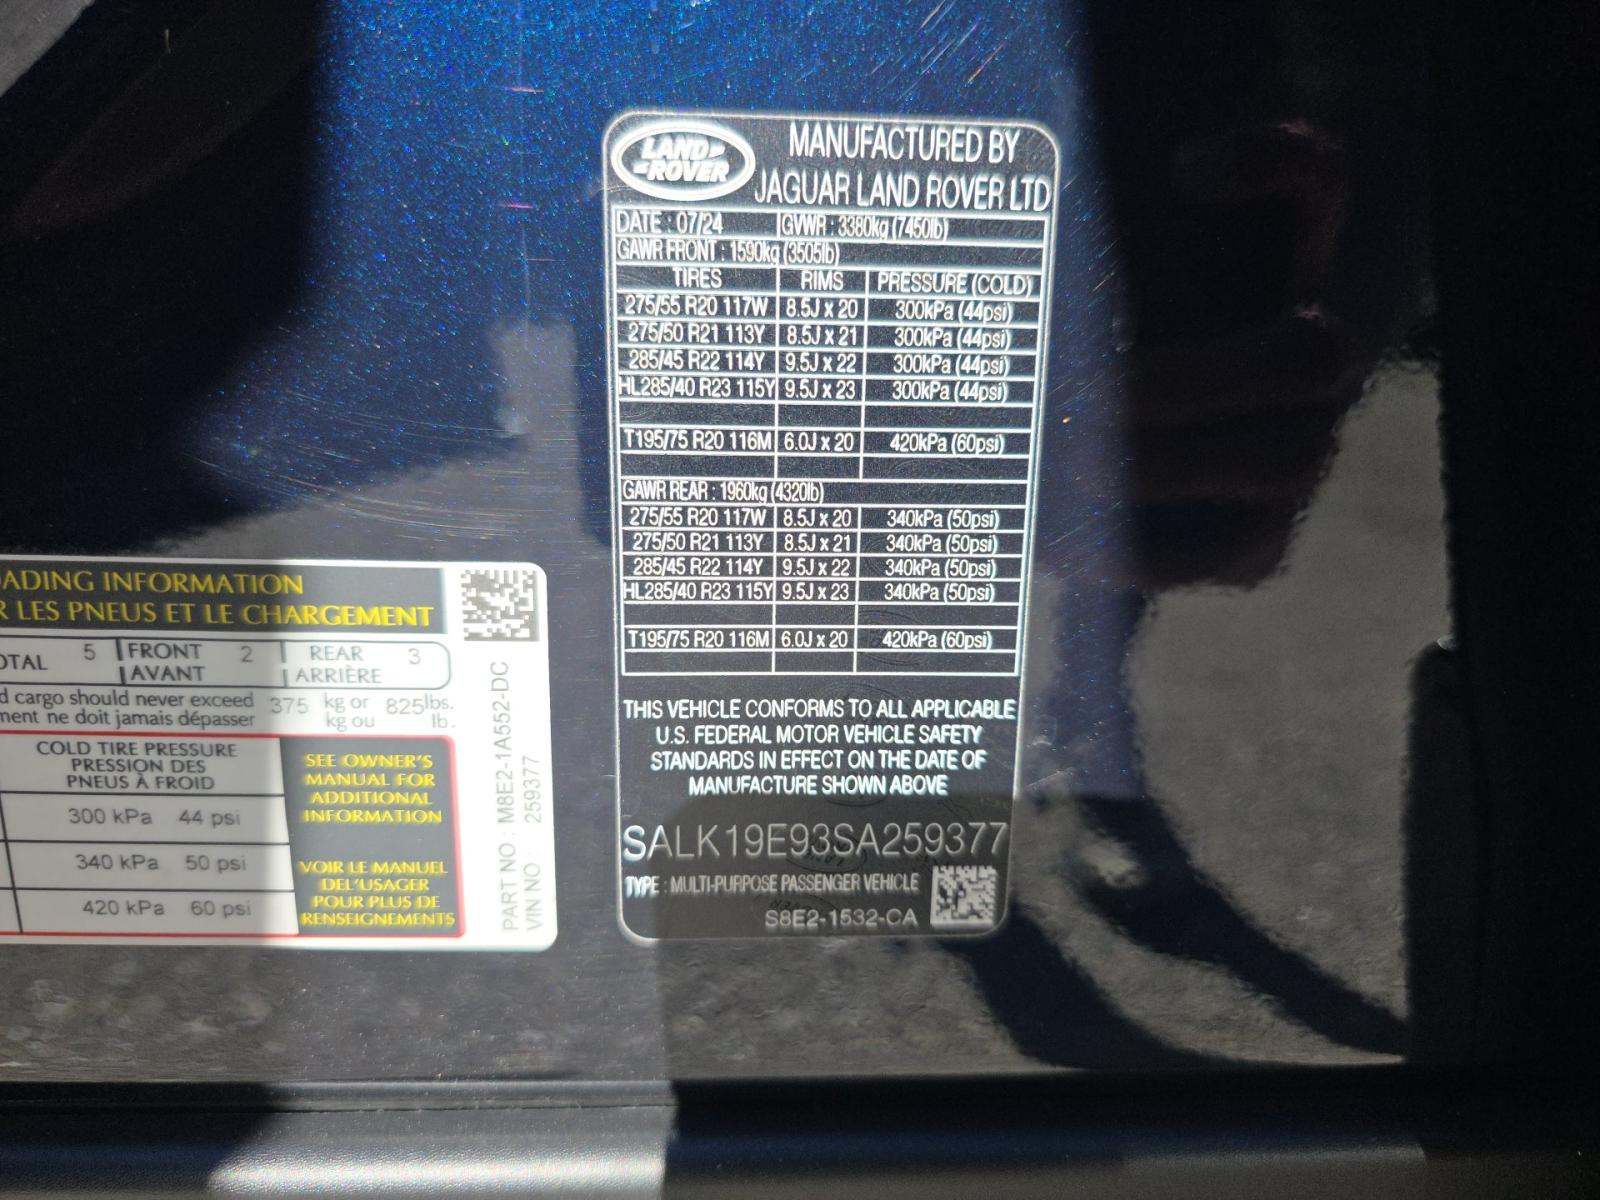 LAND ROVER
MANUFACTURED BY
JAGUAR LAND ROVER LTD
DATE : 07/24 GVWR : 3380kg (7450lb)
GAWR FRONT : 1590kg (3505lb)
TIRES RIMS PRESSURE (COLD)
275/55 R20 117W 8.5J x 20 300kPa (44psi)
275/50 R21 113Y 8.5J x 21 300kPa (44psi)
285/45 R22 114Y 9.5J x 22 300kPa (44psi)
HL285/40 R23 115Y 9.5J x 23 300kPa (44psi)
T195/75 R20 116M 6.0J x 20 420kPa (60psi)
GAWR REAR : 1960kg (4320lb)
275/55 R20 117W 8.5J x 20 340kPa (50psi)
275/50 R21 113Y 8.5J x 21 340kPa (50psi)
285/45 R22 114Y 9.5J x 22 340kPa (50psi)
HL285/40 R23 115Y 9.5J x 23 340kPa (50psi)
T195/75 R20 116M 6.0J x 20 420kPa (60psi)
THIS VEHICLE CONFORMS TO ALL APPLICABLE
U.S. FEDERAL MOTOR VEHICLE SAFETY
STANDARDS IN EFFECT ON THE DATE OF
MANUFACTURE SHOWN ABOVE
SALK19E93SA259377
TYPE : MULTI-PURPOSE PASSENGER VEHICLE
S8E2-1532-CA
OADING INFORMATION
R LES PNEUS ET LE CHARGEMENT
OTAL 5 FRONT 2 REAR 3
AVANT ARRIÈRE
d cargo should never exceed 375 kg or 825 lbs.
ment ne doit jamais dépasser kg ou lb.
COLD TIRE PRESSURE
PRESSION DES
PNEUS À FROID
300 kPa 44 psi
340 kPa 50 psi
420 kPa 60 psi
SEE OWNER'S
MANUAL FOR
ADDITIONAL
INFORMATION
VOIR LE MANUEL
DEL'USAGER
POUR PLUS DE
RENSEIGNEMENTS
PART NO.: M8E2-1A552-DC
VIN NO : 259377